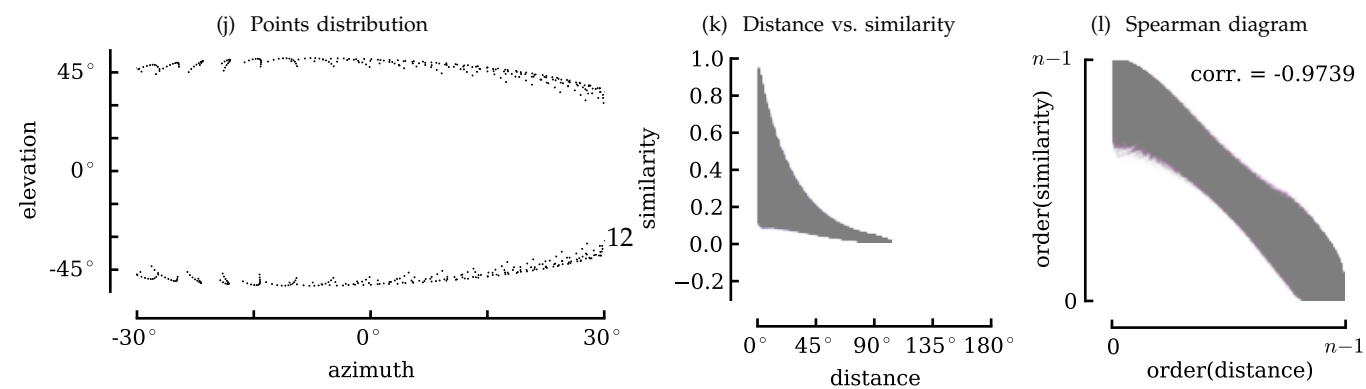 (j) Points distribution
45°
0°
-45°
elevation
-30°
0°
30°
azimuth
12
(k) Distance vs. similarity
1.0
0.8
0.6
0.4
0.2
0.0
−0.2
similarity
0°
45°
90°
135°
180°
distance
(l) Spearman diagram
n−1
corr. = -0.9739
order(similarity)
0
0
n−1
order(distance)